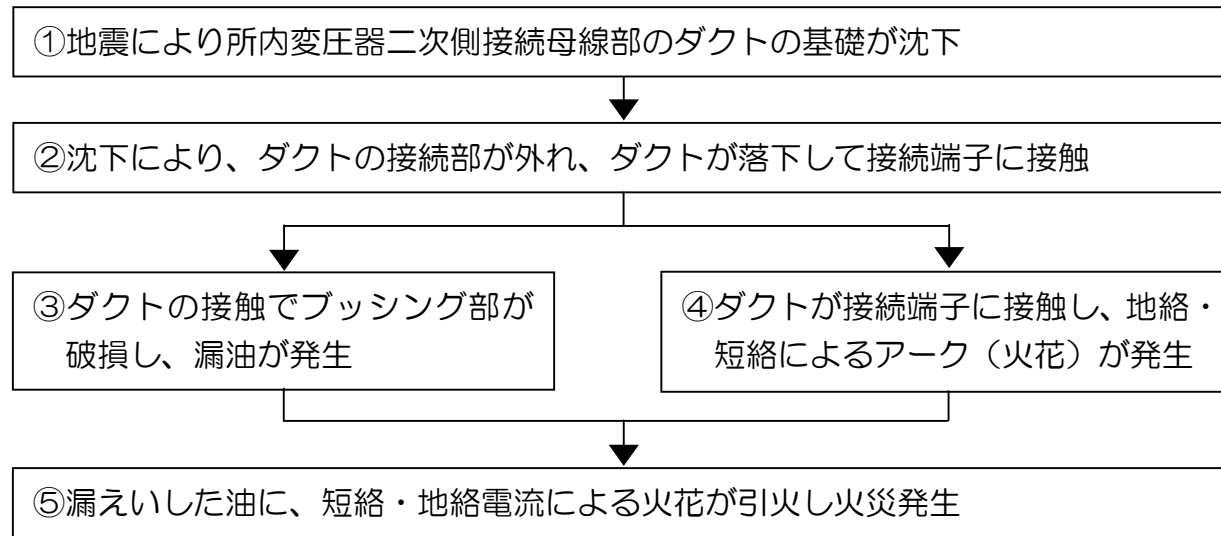 ①地震により所内変圧器二次側接続母線部のダクトの基礎が沈下
②沈下により、ダクトの接続部が外れ、ダクトが落下して接続端子に接触
③ダクトの接触でブッシング部が
破損し、漏油が発生
④ダクトが接続端子に接触し、地絡・
短絡によるアーク（火花）が発生
⑤漏えいした油に、短絡・地絡電流による火花が引火し火災発生